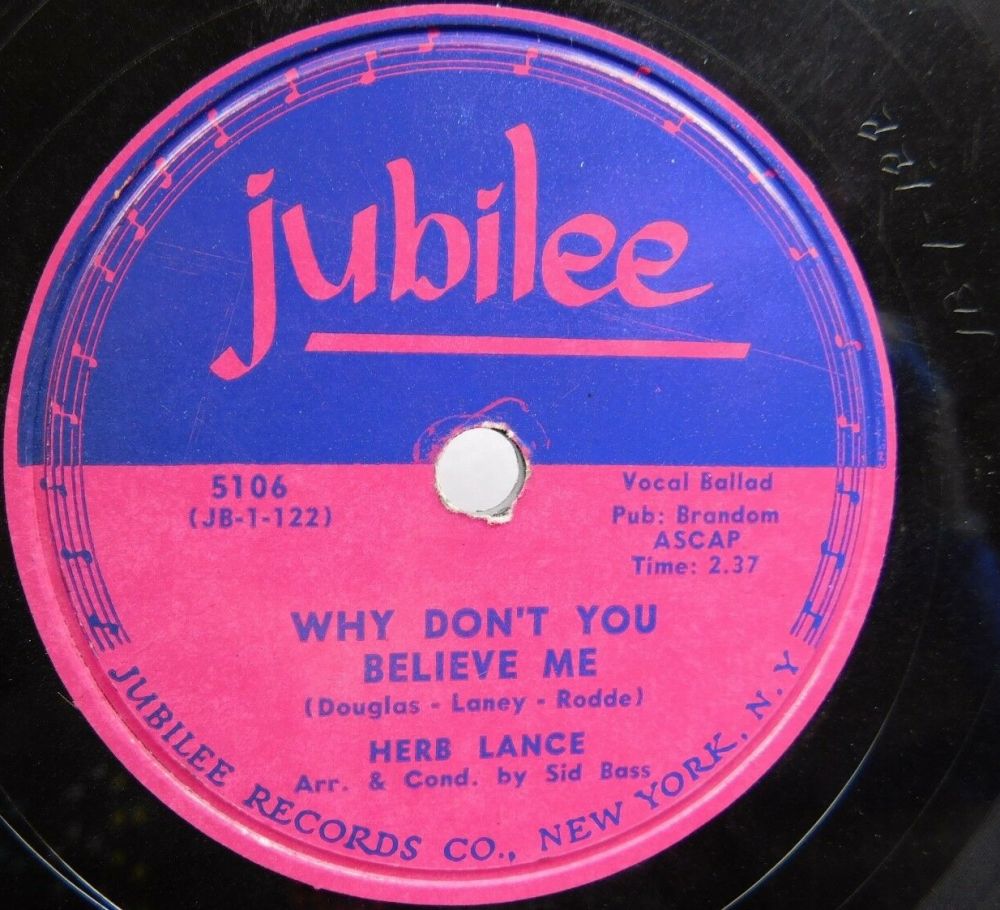 jubilee
5106
(JB-1-122)
Vocal Ballad
Pub: Brandom
ASCAP
Time: 2.37
WHY DON'T YOU
BELIEVE ME
(Douglas - Laney - Rodde)
HERB LANCE
Arr. & Cond. by Sid Bass
JUBILEE RECORDS CO., NEW YORK, N.Y